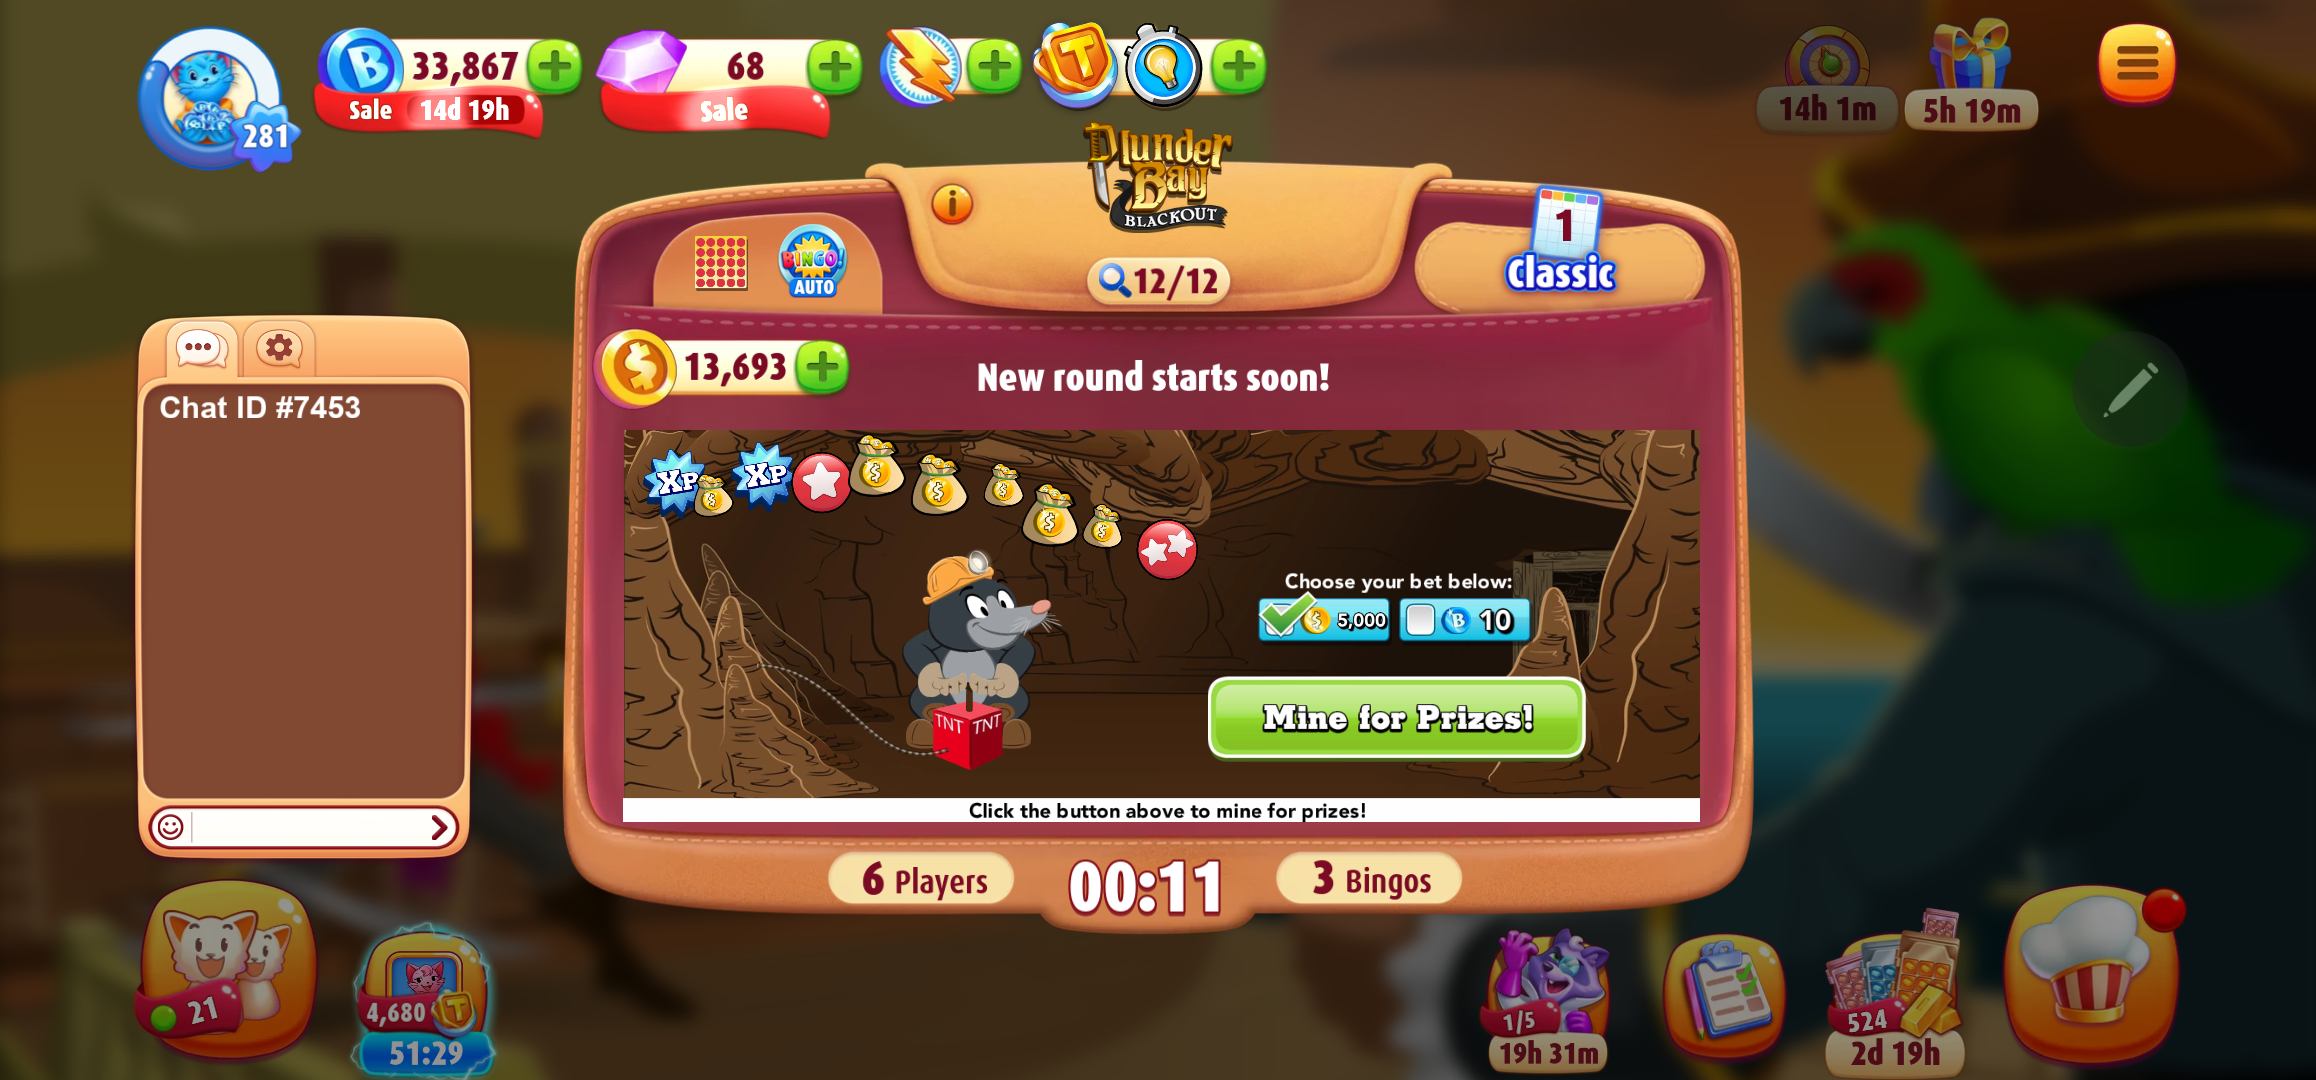 33,867
68
Sale 14d 19h
Sale
281
T
14h 1m
5h 19m
Plunder
Bay
BLACKOUT
12/12
BINGO!
AUTO
1
Classic
13,693
New round starts soon!
Chat ID #7453
XP
XP
Choose your bet below:
5,000
B 10
Mine for Prizes!
TNT TNT
Click the button above to mine for prizes!
6 Players
00:11
3 Bingos
21
4,680 T
51:29
1/5
19h 31m
524
2d 19h